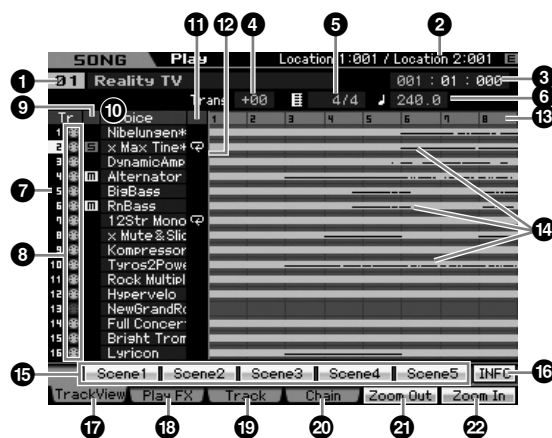 11 12 4 5 2
SONG Play Location 1:001 / Location 2:001 E
1 01 Reality TV 001 : 01 : 000 3
Trans +00 4/4 240.0 6
9 Tr 10 Voice 1 2 3 4 5 6 7 8 13
1 Nibelungen*
2 S x Max Tine*
12
3 DynamicAmp
4 m Alternator
7 5 BigBass
6 m RnBass
7 12Str Mono
14
8 8 x Mute&Slid
9 Kompressor
10 Tyros2Powe
11 Rock Multipl
12 Hypervelo
13 NewGrandRo
14 Full Concer
15 Bright Trom
16 Lyricon
15 Scene1 Scene2 Scene3 Scene4 Scene5 INFO 16
TrackView Play FX Track Chain Zoom Out Zoom In
17 18 19 20 21 22